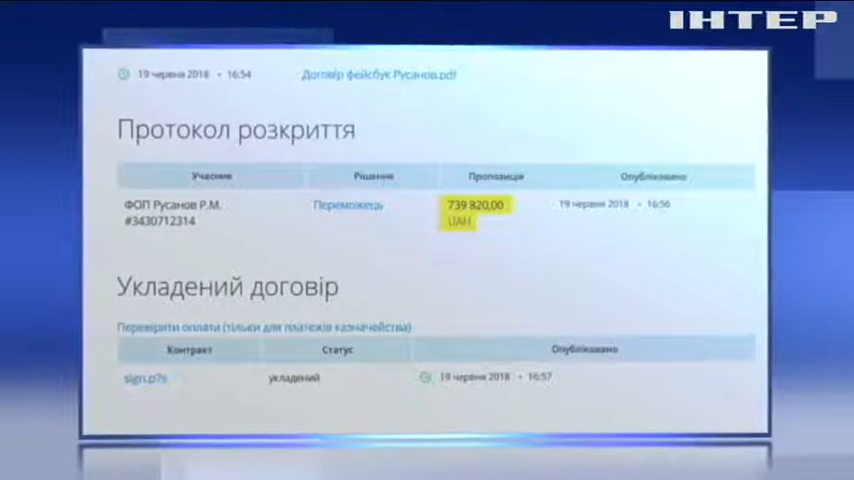 ІНТЕР
19 червня 2018 • 16:54 Договір фейсбук Русанов.pdf
Протокол розкриття
Учасник Рішення Пропозиція Опубліковано
ФОП Русанов Р.М. Переможець 739 820,00 19 червня 2018 • 16:56
#3430712314 UAH
Укладений договір
Перевірити оплати (тільки для платежів казначейства)
Контракт Статус Опубліковано
sign.p7s укладений 19 червня 2018 • 16:57